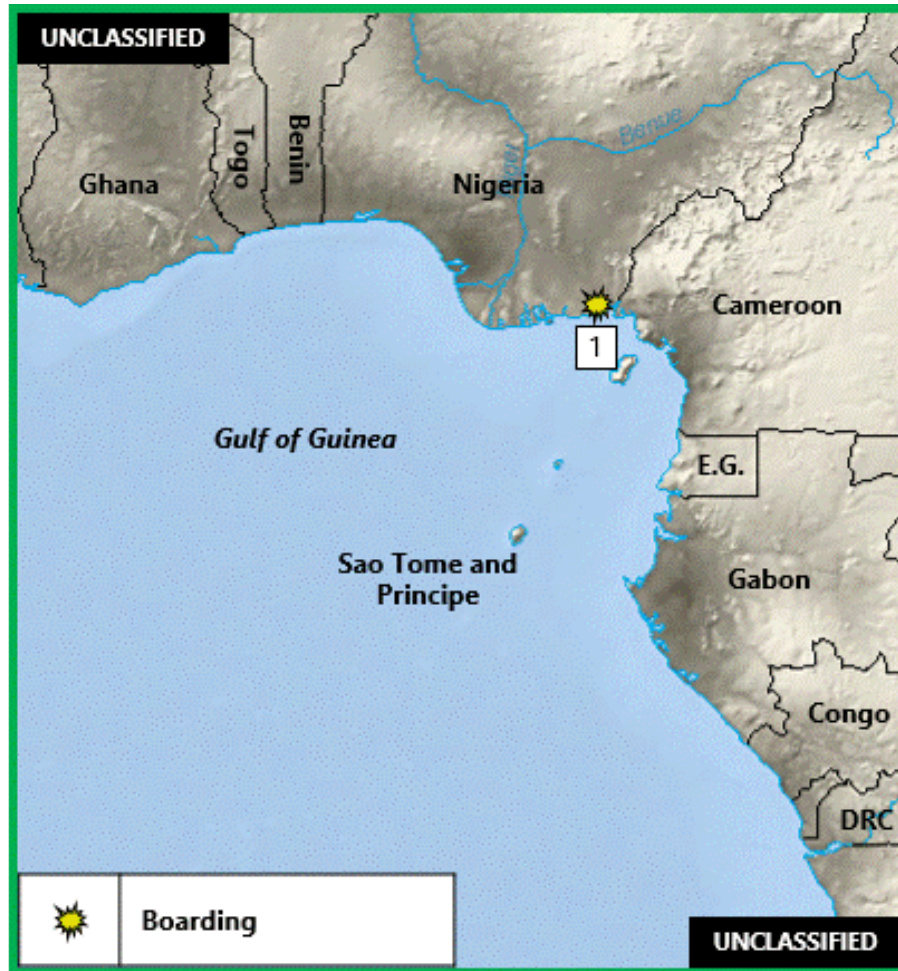 UNCLASSIFIED
Benue
Togo
Benin
Ghana
Nigeria
Cameroon
1
Gulf of Guinea
E.G.
Sao Tome and
Principe
Gabon
Congo
DRC
Boarding
UNCLASSIFIED